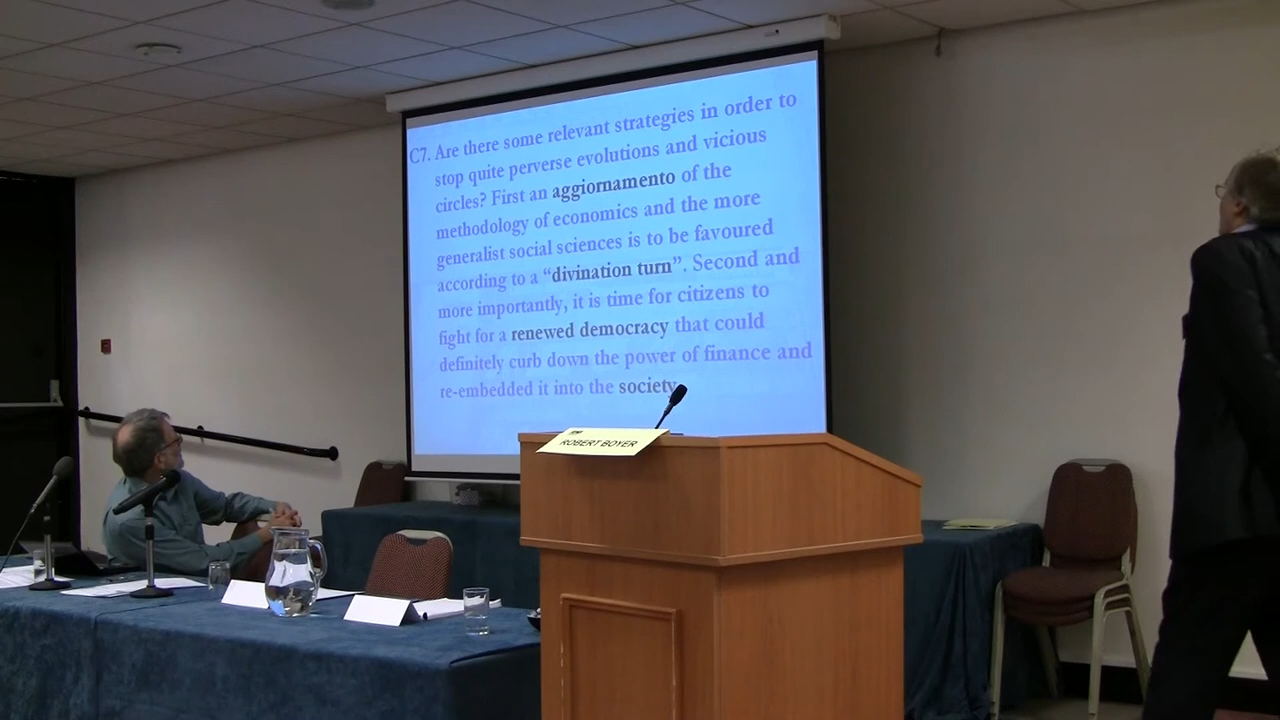 C7. Are there some relevant strategies in order to
stop quite perverse evolutions and vicious
circles? First an aggiornamento of the
methodology of economics and the more
generalist social sciences is to be favoured
according to a “divination turn”. Second and
more importantly, it is time for citizens to
fight for a renewed democracy that could
definitely curb down the power of finance and
re-embedded it into the society
ROBERT BOYER